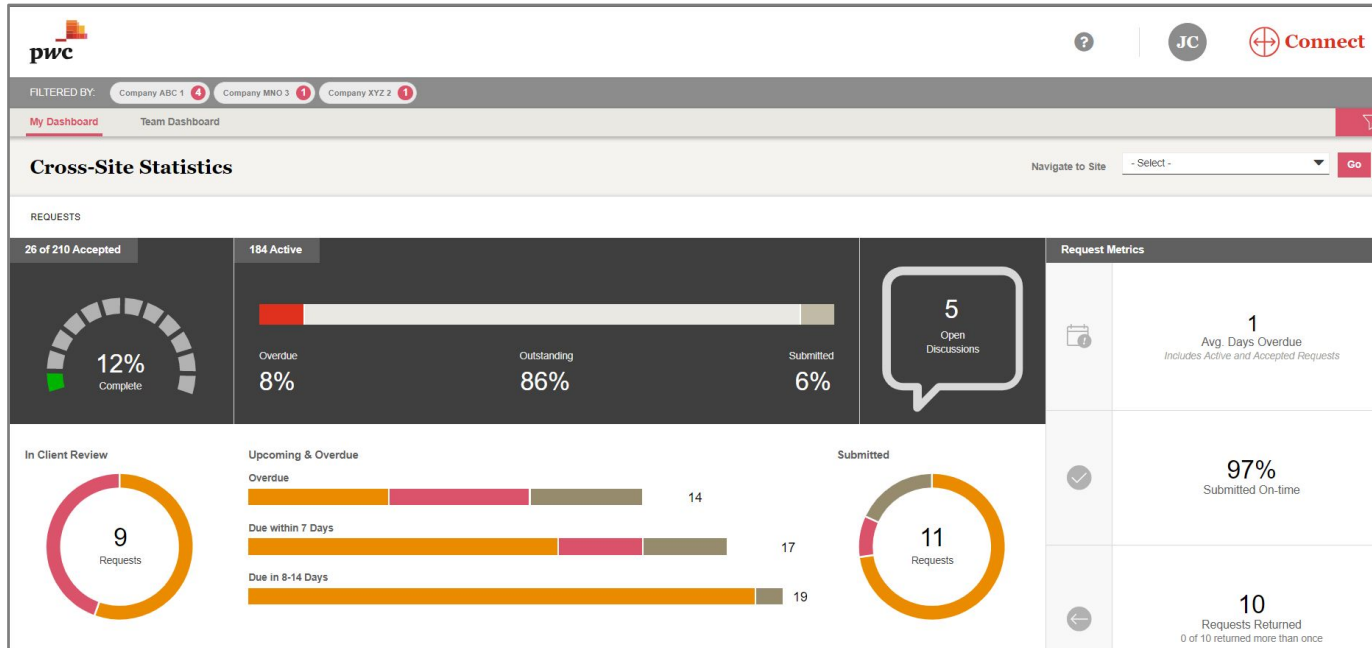 pwc
?
JC
Connect
FILTERED BY:
Company ABC 1 4
Company MNO 3 1
Company XYZ 2 1
My Dashboard
Team Dashboard
Cross-Site Statistics
Navigate to Site
- Select -
Go
REQUESTS
26 of 210 Accepted
12%
Complete
184 Active
Overdue
8%
Outstanding
86%
Submitted
6%
5
Open
Discussions
Request Metrics
1
Avg. Days Overdue
Includes Active and Accepted Requests
97%
Submitted On-time
10
Requests Returned
0 of 10 returned more than once
In Client Review
9
Requests
Upcoming & Overdue
Overdue
14
Due within 7 Days
17
Due in 8-14 Days
19
Submitted
11
Requests